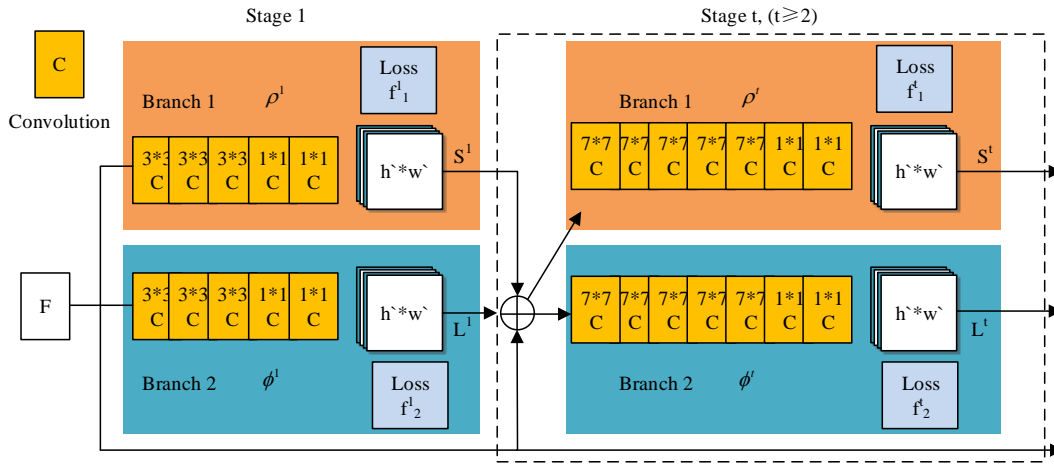 Stage 1
Stage t, (t≥2)
C
Convolution
Branch 1 ρ¹
Loss
f¹₁
3*3 3*3 3*3 1*1 1*1
C C C C C
h`*w`
S¹
Branch 1 ρᵗ
Loss
fᵗ₁
7*7 7*7 7*7 7*7 7*7 1*1 1*1
C C C C C C C
h`*w`
Sᵗ
F
3*3 3*3 3*3 1*1 1*1
C C C C C
h`*w`
L¹
Branch 2 ϕ¹
Loss
f¹₂
7*7 7*7 7*7 7*7 7*7 1*1 1*1
C C C C C C C
h`*w`
Lᵗ
Branch 2 ϕᵗ
Loss
fᵗ₂